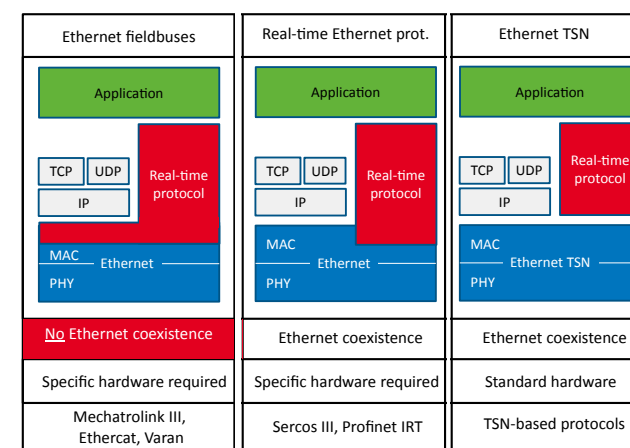 Ethernet fieldbuses
Application
TCP UDP
Real-time
protocol
IP
MAC
Ethernet
PHY
No Ethernet coexistence
Specific hardware required
Mechatrolink III,
Ethercat, Varan
Real-time Ethernet prot.
Application
TCP UDP
Real-time
protocol
IP
MAC
Ethernet
PHY
Ethernet coexistence
Specific hardware required
Sercos III, Profinet IRT
Ethernet TSN
Application
TCP UDP
Real-time
protocol
IP
MAC
Ethernet TSN
PHY
Ethernet coexistence
Standard hardware
TSN-based protocols